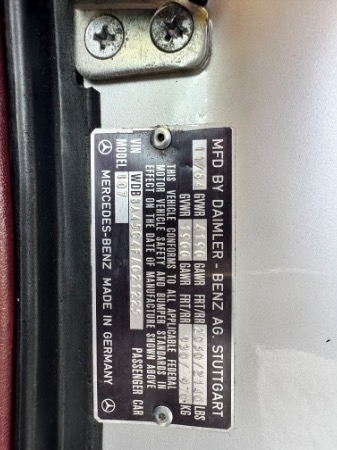 MFD BY DAIMLER - BENZ AG. STUTTGART
GVWR GAWR FRT/RR LBS
GVWR GAWR FRT/RR KG
THIS VEHICLE CONFORMS TO ALL APPLICABLE FEDERAL
MOTOR VEHICLE SAFETY AND BUMPER STANDARDS IN
EFFECT ON THE DATE OF MANUFACTURE SHOWN ABOVE
VIN PASSENGER CAR
MODEL 107
MERCEDES-BENZ MADE IN GERMANY